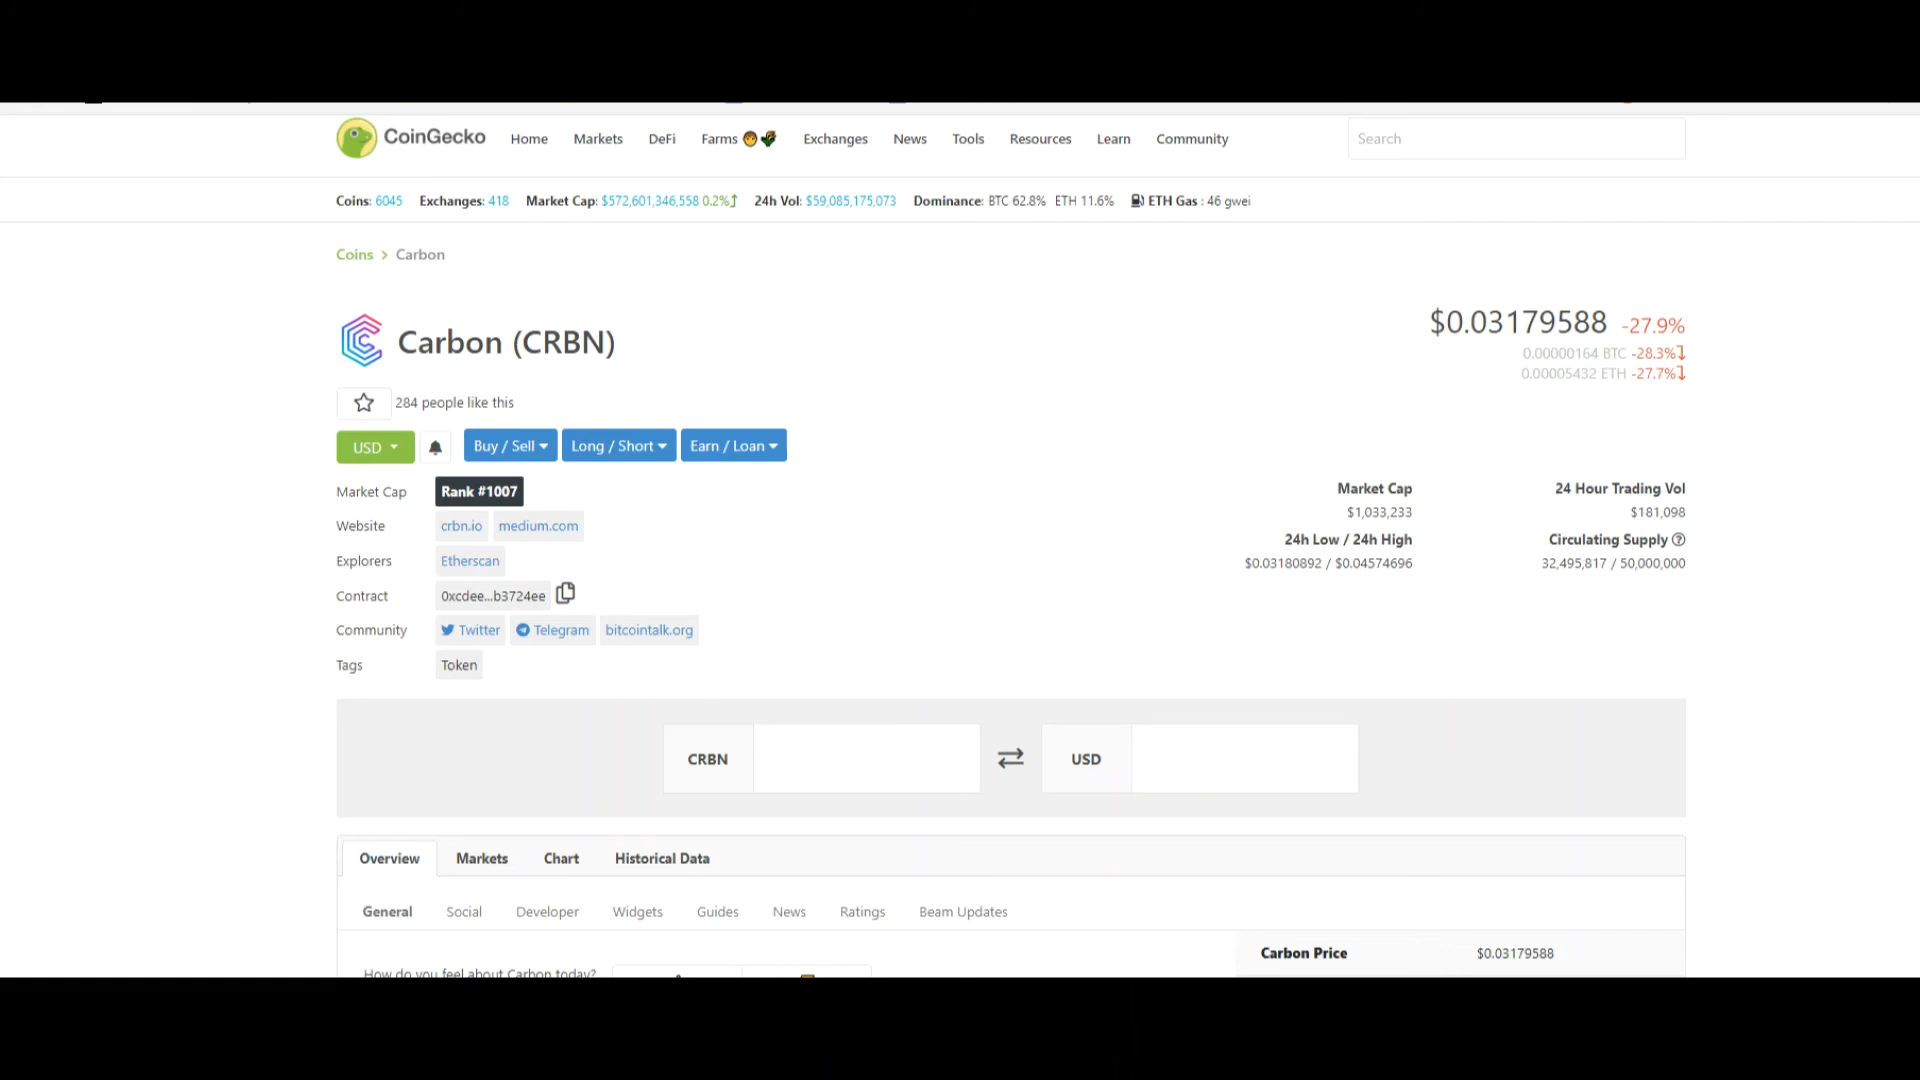 CoinGecko Home Markets DeFi Farms Exchanges News Tools Resources Learn Community Search
Coins: 6045 Exchanges: 418 Market Cap: $572,601,346,558 0.2% 24h Vol: $59,085,175,073 Dominance: BTC 62.8% ETH 11.6% ETH Gas : 46 gwei
Coins > Carbon
Carbon (CRBN)
$0.03179588 -27.9%
0.00000164 BTC -28.3%
0.00005432 ETH -27.7%
284 people like this
USD Buy / Sell Long / Short Earn / Loan
Market Cap Rank #1007
Website crbn.io medium.com
Explorers Etherscan
Contract 0xcdee...b3724ee
Community Twitter Telegram bitcointalk.org
Tags Token
Market Cap 24 Hour Trading Vol
$1,033,233 $181,098
24h Low / 24h High Circulating Supply
$0.03180892 / $0.04574696 32,495,817 / 50,000,000
CRBN USD
Overview Markets Chart Historical Data
General Social Developer Widgets Guides News Ratings Beam Updates
Carbon Price $0.03179588
How do you feel about Carbon today?